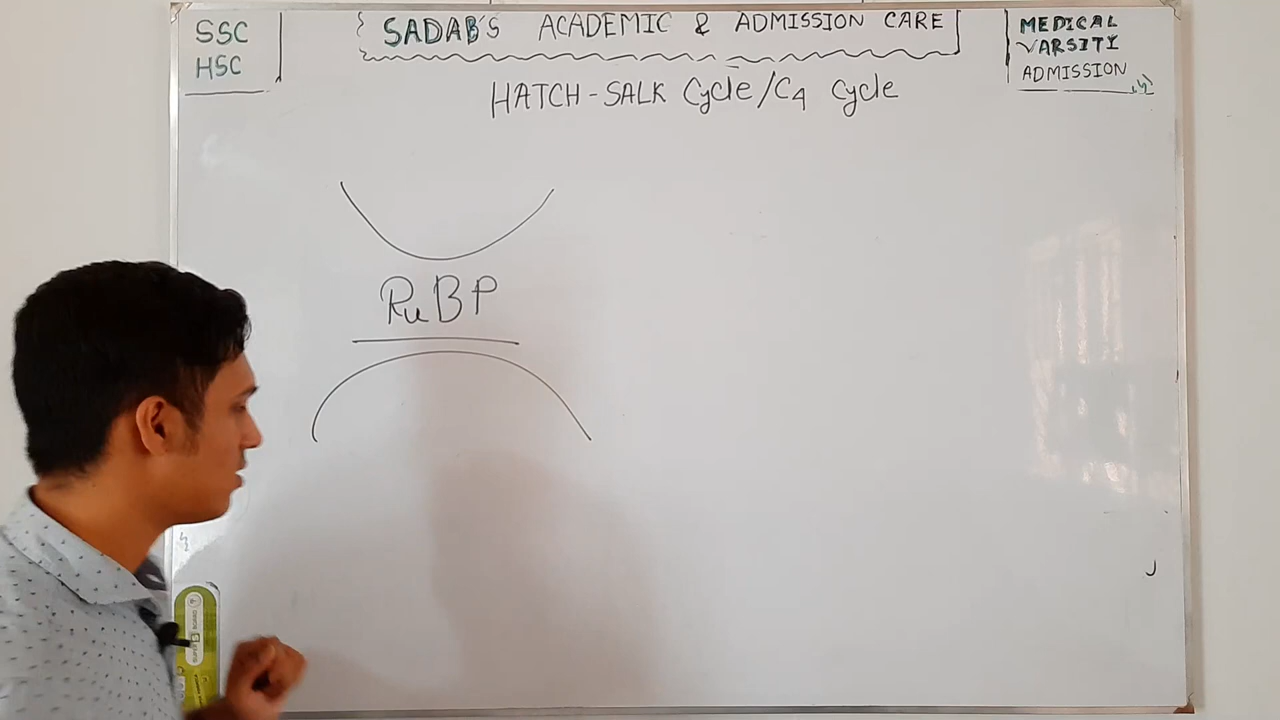 SSC
HSC
SADAB'S ACADEMIC & ADMISSION CARE
MEDICAL
VARSITY
ADMISSION
HATCH-SALK Cycle/C4 Cycle
RuBP